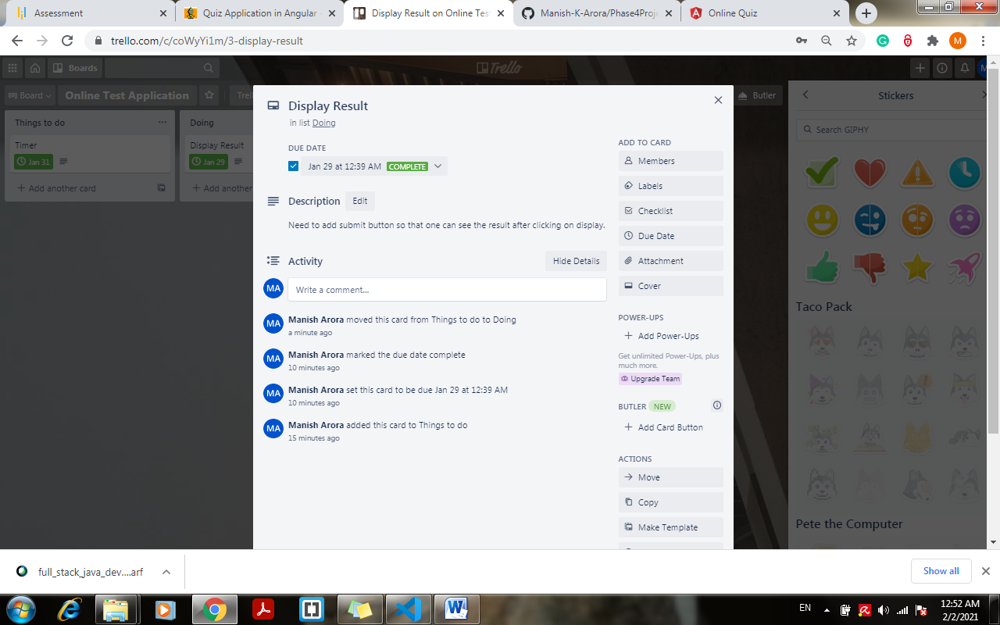 Assessment
Quiz Application in Angular
Display Result on Online Tes
Manish-K-Arora/Phase4Proje
Online Quiz
trello.com/c/coWyYi1m/3-display-result
M
Boards
Trello
Board
Online Test Application
Butler
Things to do
Timer
Jan 31
Add another card
Doing
Display Result
Jan 29
Add another
Display Result
in list Doing
DUE DATE
Jan 29 at 12:39 AM COMPLETE
Description Edit
Need to add submit button so that one can see the result after clicking on display.
Activity
Hide Details
MA
Write a comment...
MA
Manish Arora moved this card from Things to do to Doing
a minute ago
MA
Manish Arora marked the due date complete
10 minutes ago
MA
Manish Arora set this card to be due Jan 29 at 12:39 AM
10 minutes ago
MA
Manish Arora added this card to Things to do
15 minutes ago
ADD TO CARD
Members
Labels
Checklist
Due Date
Attachment
Cover
POWER-UPS
Add Power-Ups
Get unlimited Power-Ups, plus
much more.
Upgrade Team
BUTLER NEW
Add Card Button
ACTIONS
Move
Copy
Make Template
Stickers
Search GIPHY
Taco Pack
Pete the Computer
full_stack_java_dev....arf
Show all
EN
12:52 AM
2/2/2021